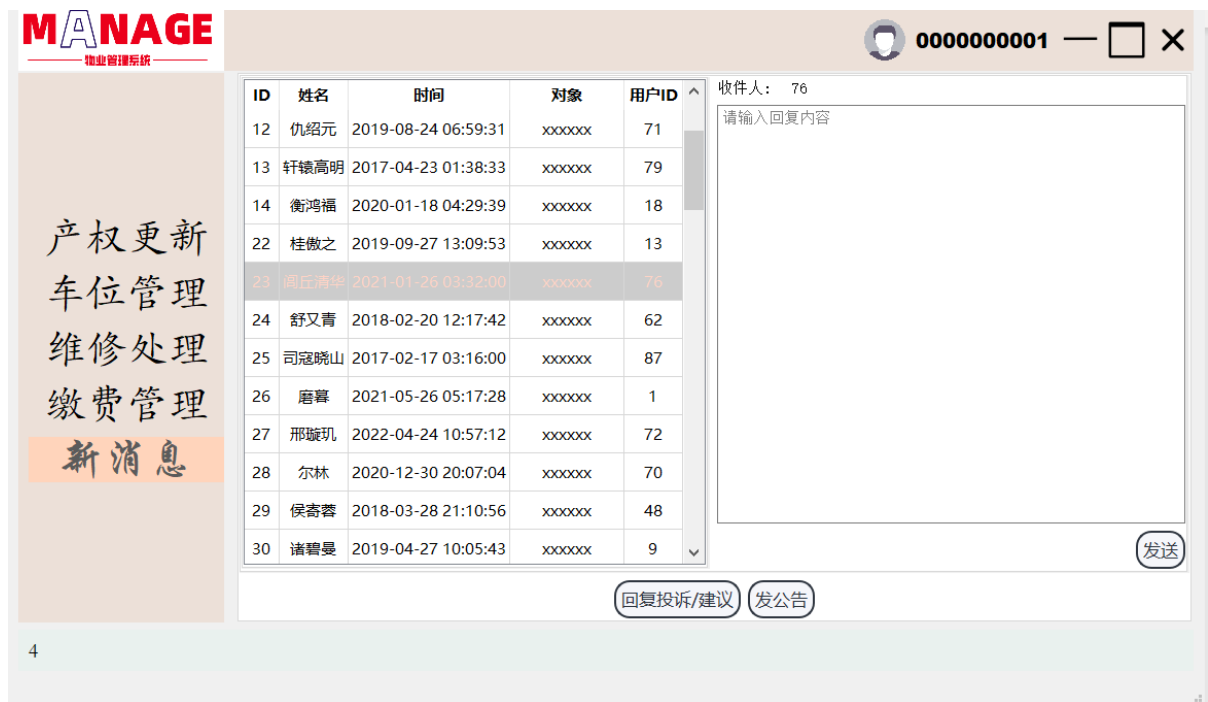 MANAGE
物业管理系统
0000000001
产权更新
车位管理
维修处理
缴费管理
新消息
ID 姓名 时间 对象 用户ID
12 仇绍元 2019-08-24 06:59:31 xxxxxx 71
13 轩辕高明 2017-04-23 01:38:33 xxxxxx 79
14 衡鸿福 2020-01-18 04:29:39 xxxxxx 18
22 桂傲之 2019-09-27 13:09:53 xxxxxx 13
23 闾丘清华 2021-01-26 03:32:00 xxxxxx 76
24 舒又青 2018-02-20 12:17:42 xxxxxx 62
25 司寇晓山 2017-02-17 03:16:00 xxxxxx 87
26 磨暮 2021-05-26 05:17:28 xxxxxx 1
27 邢璇玑 2022-04-24 10:57:12 xxxxxx 72
28 尔林 2020-12-30 20:07:04 xxxxxx 70
29 侯寄蓉 2018-03-28 21:10:56 xxxxxx 48
30 诸碧曼 2019-04-27 10:05:43 xxxxxx 9
收件人： 76
请输入回复内容
发送
回复投诉/建议 发公告
4